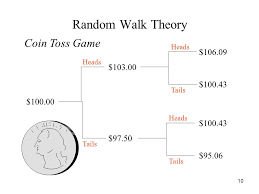 Random Walk Theory
Coin Toss Game
Heads
$106.09
Heads
$103.00
Tails
$100.43
$100.00
Heads
$100.43
$97.50
Tails
Tails
$95.06
10